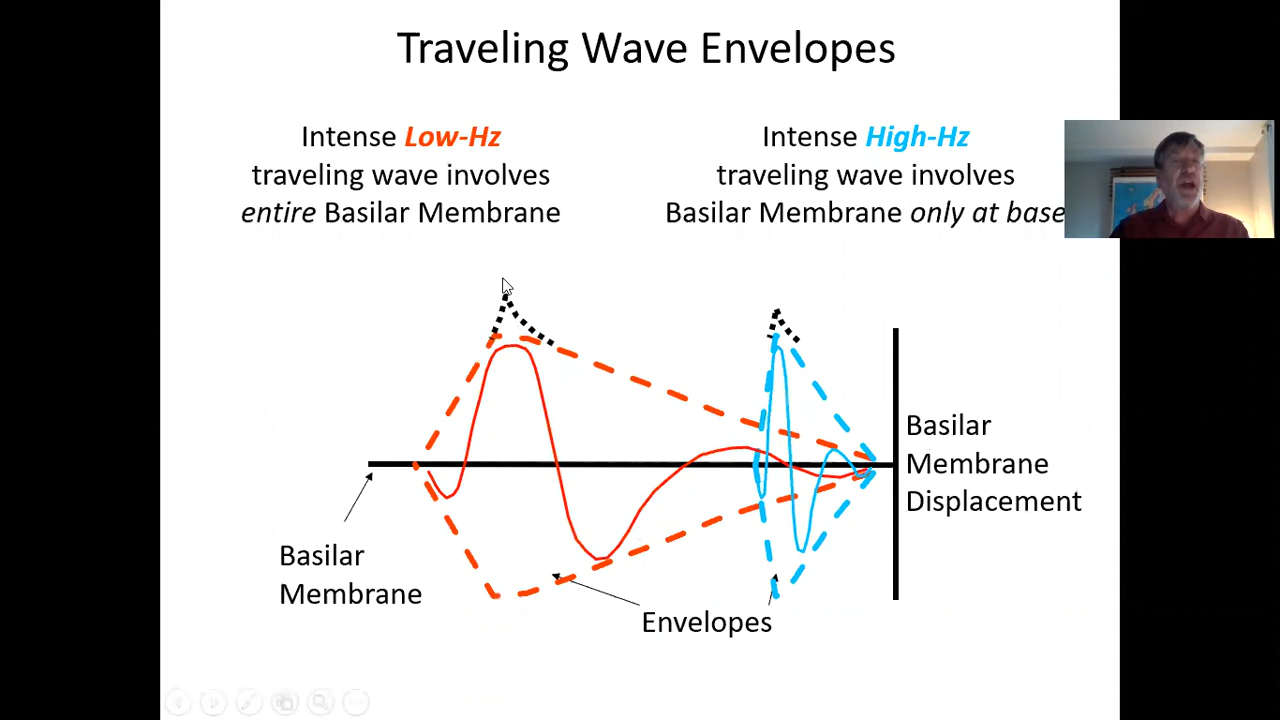 Traveling Wave Envelopes
Intense Low-Hz
traveling wave involves
entire Basilar Membrane
Intense High-Hz
traveling wave involves
Basilar Membrane only at base
Basilar
Membrane
Displacement
Basilar
Membrane
Envelopes